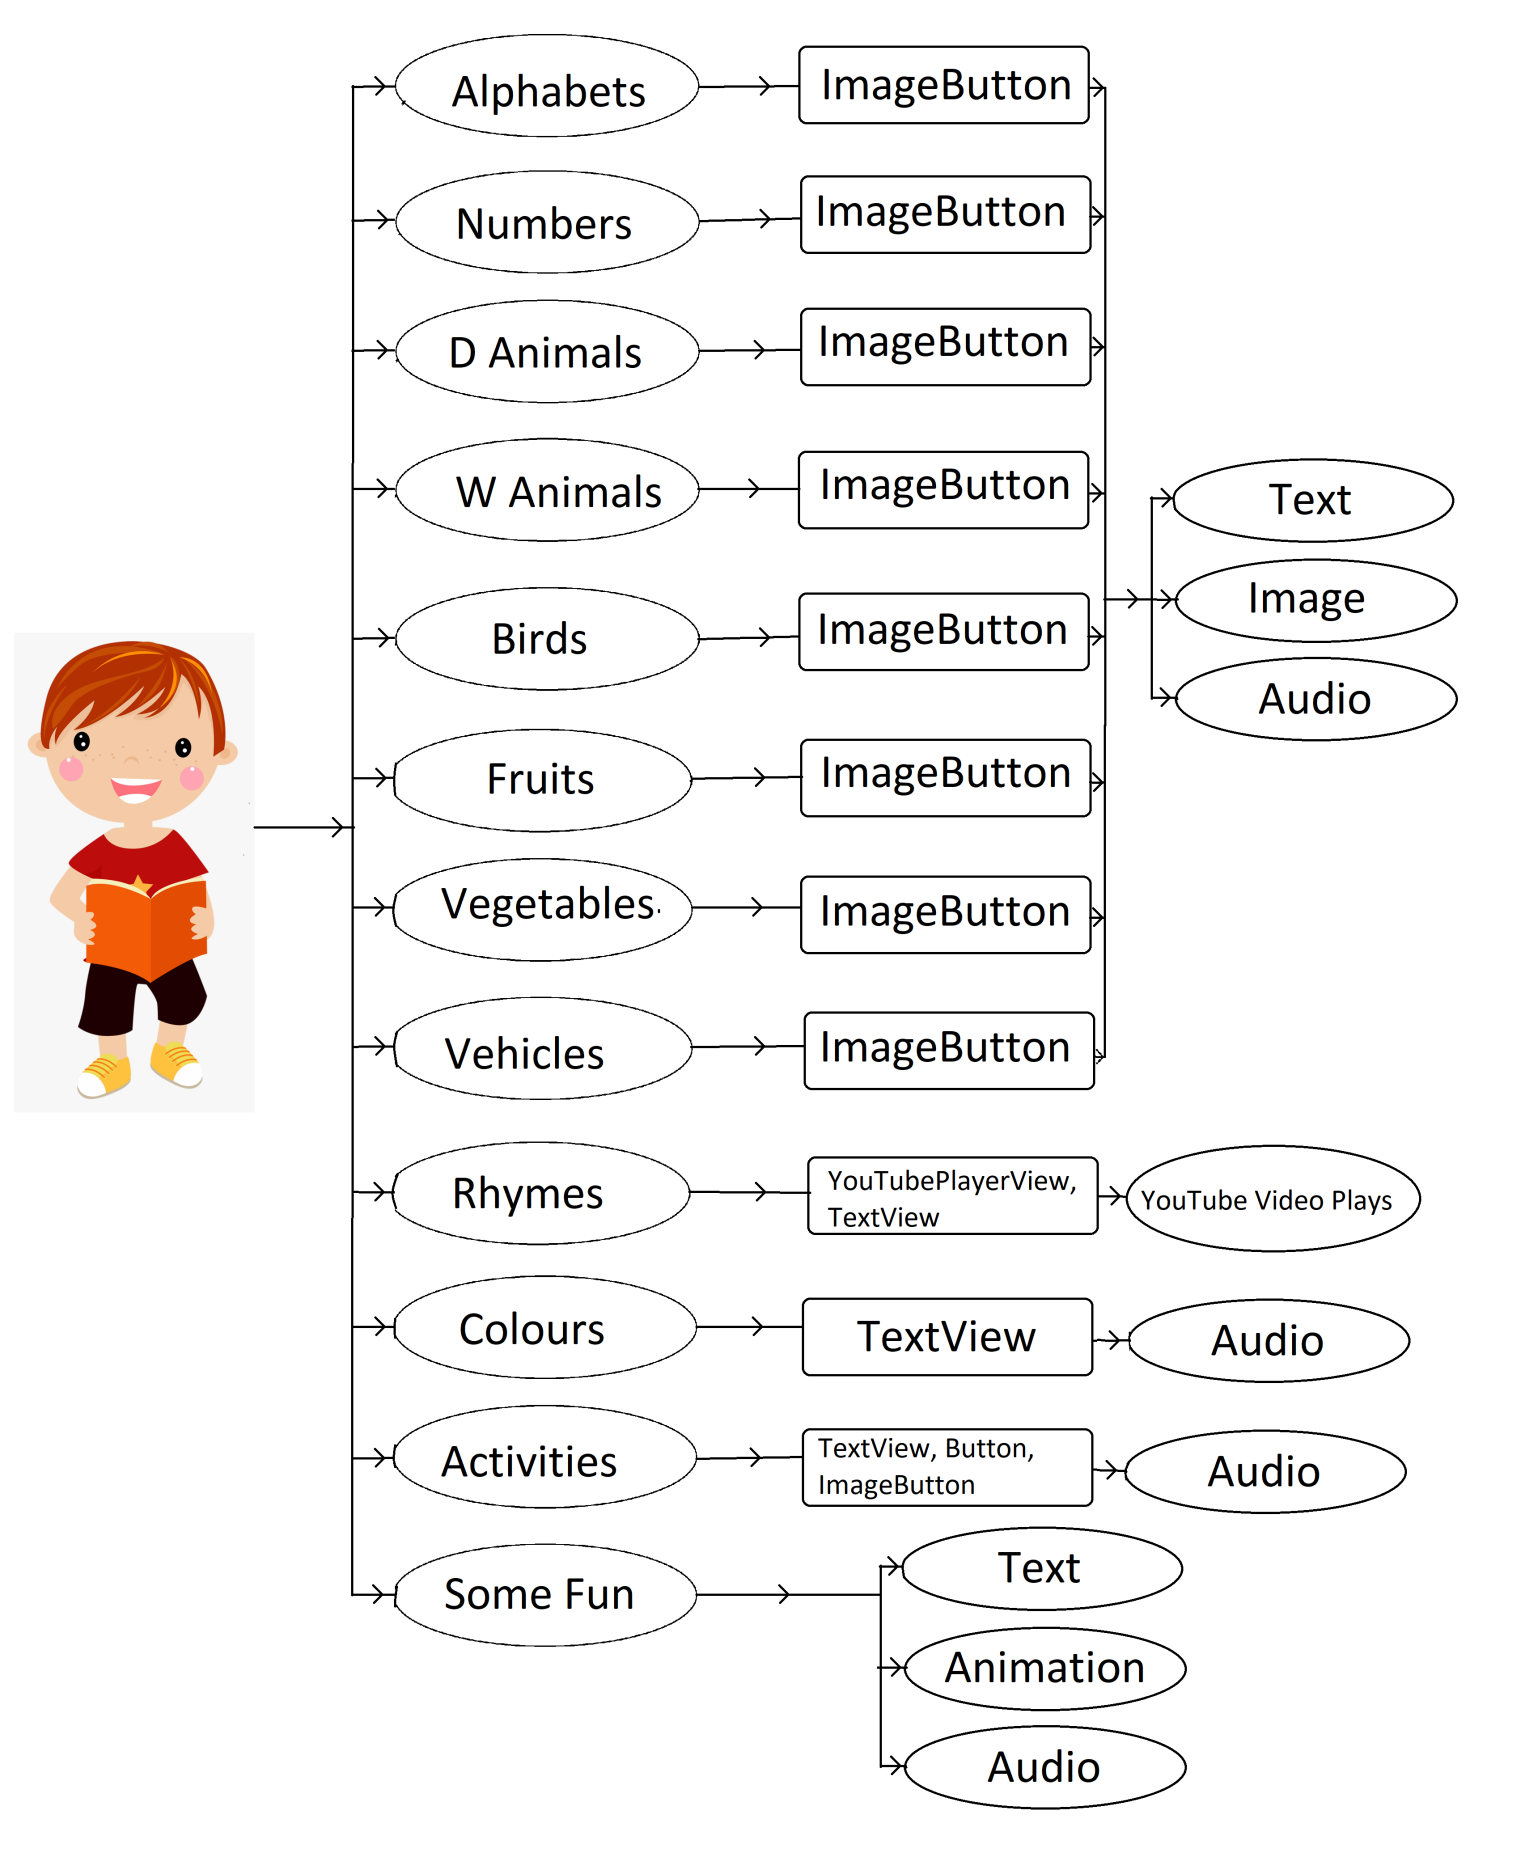 Alphabets
ImageButton
Numbers
ImageButton
D Animals
ImageButton
W Animals
ImageButton
Birds
ImageButton
Fruits
ImageButton
Vegetables.
ImageButton
Vehicles
ImageButton
Text
Image
Audio
Rhymes
YouTubePlayerView,
TextView
YouTube Video Plays
Colours
TextView
Audio
Activities
TextView, Button,
ImageButton
Audio
Some Fun
Text
Animation
Audio